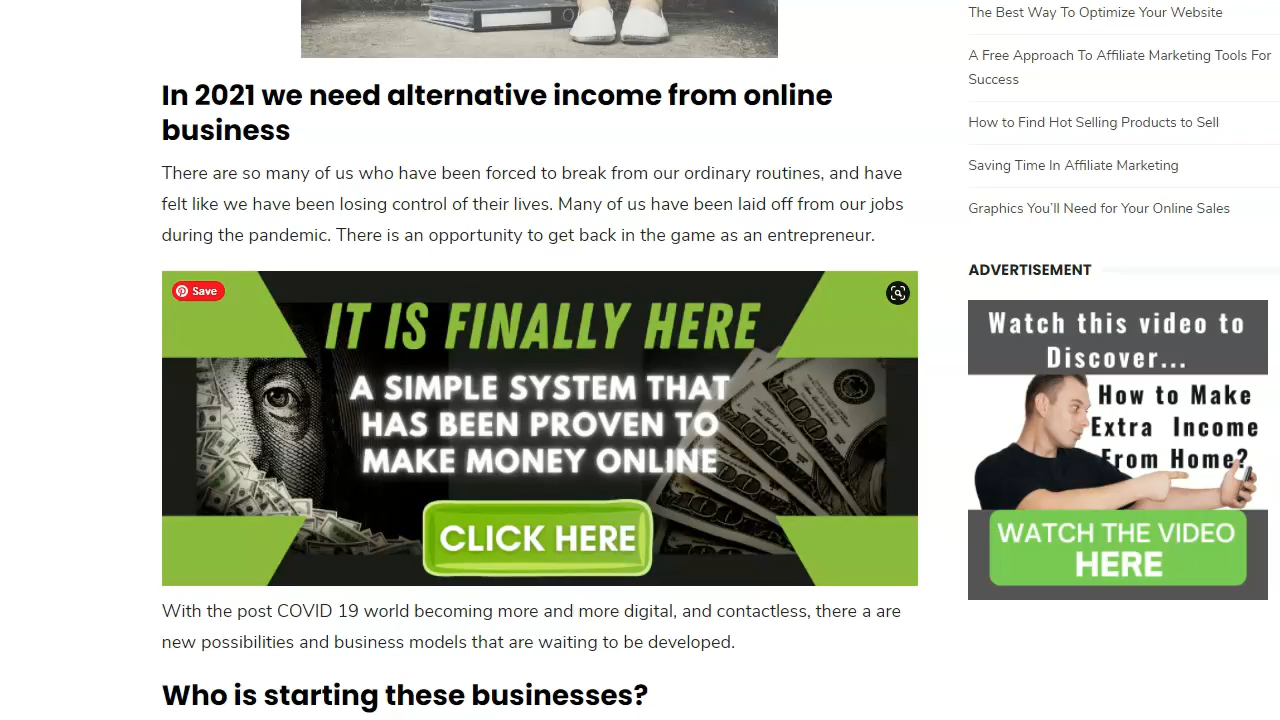 In 2021 we need alternative income from online
business
There are so many of us who have been forced to break from our ordinary routines, and have
felt like we have been losing control of their lives. Many of us have been laid off from our jobs
during the pandemic. There is an opportunity to get back in the game as an entrepreneur.
Save
IT IS FINALLY HERE
A SIMPLE SYSTEM THAT
HAS BEEN PROVEN TO
MAKE MONEY ONLINE
CLICK HERE
With the post COVID 19 world becoming more and more digital, and contactless, there a are
new possibilities and business models that are waiting to be developed.
Who is starting these businesses?
The Best Way To Optimize Your Website
A Free Approach To Affiliate Marketing Tools For
Success
How to Find Hot Selling Products to Sell
Saving Time In Affiliate Marketing
Graphics You’ll Need for Your Online Sales
ADVERTISEMENT
Watch this video to
Discover...
How to Make
Extra Income
From Home?
WATCH THE VIDEO
HERE